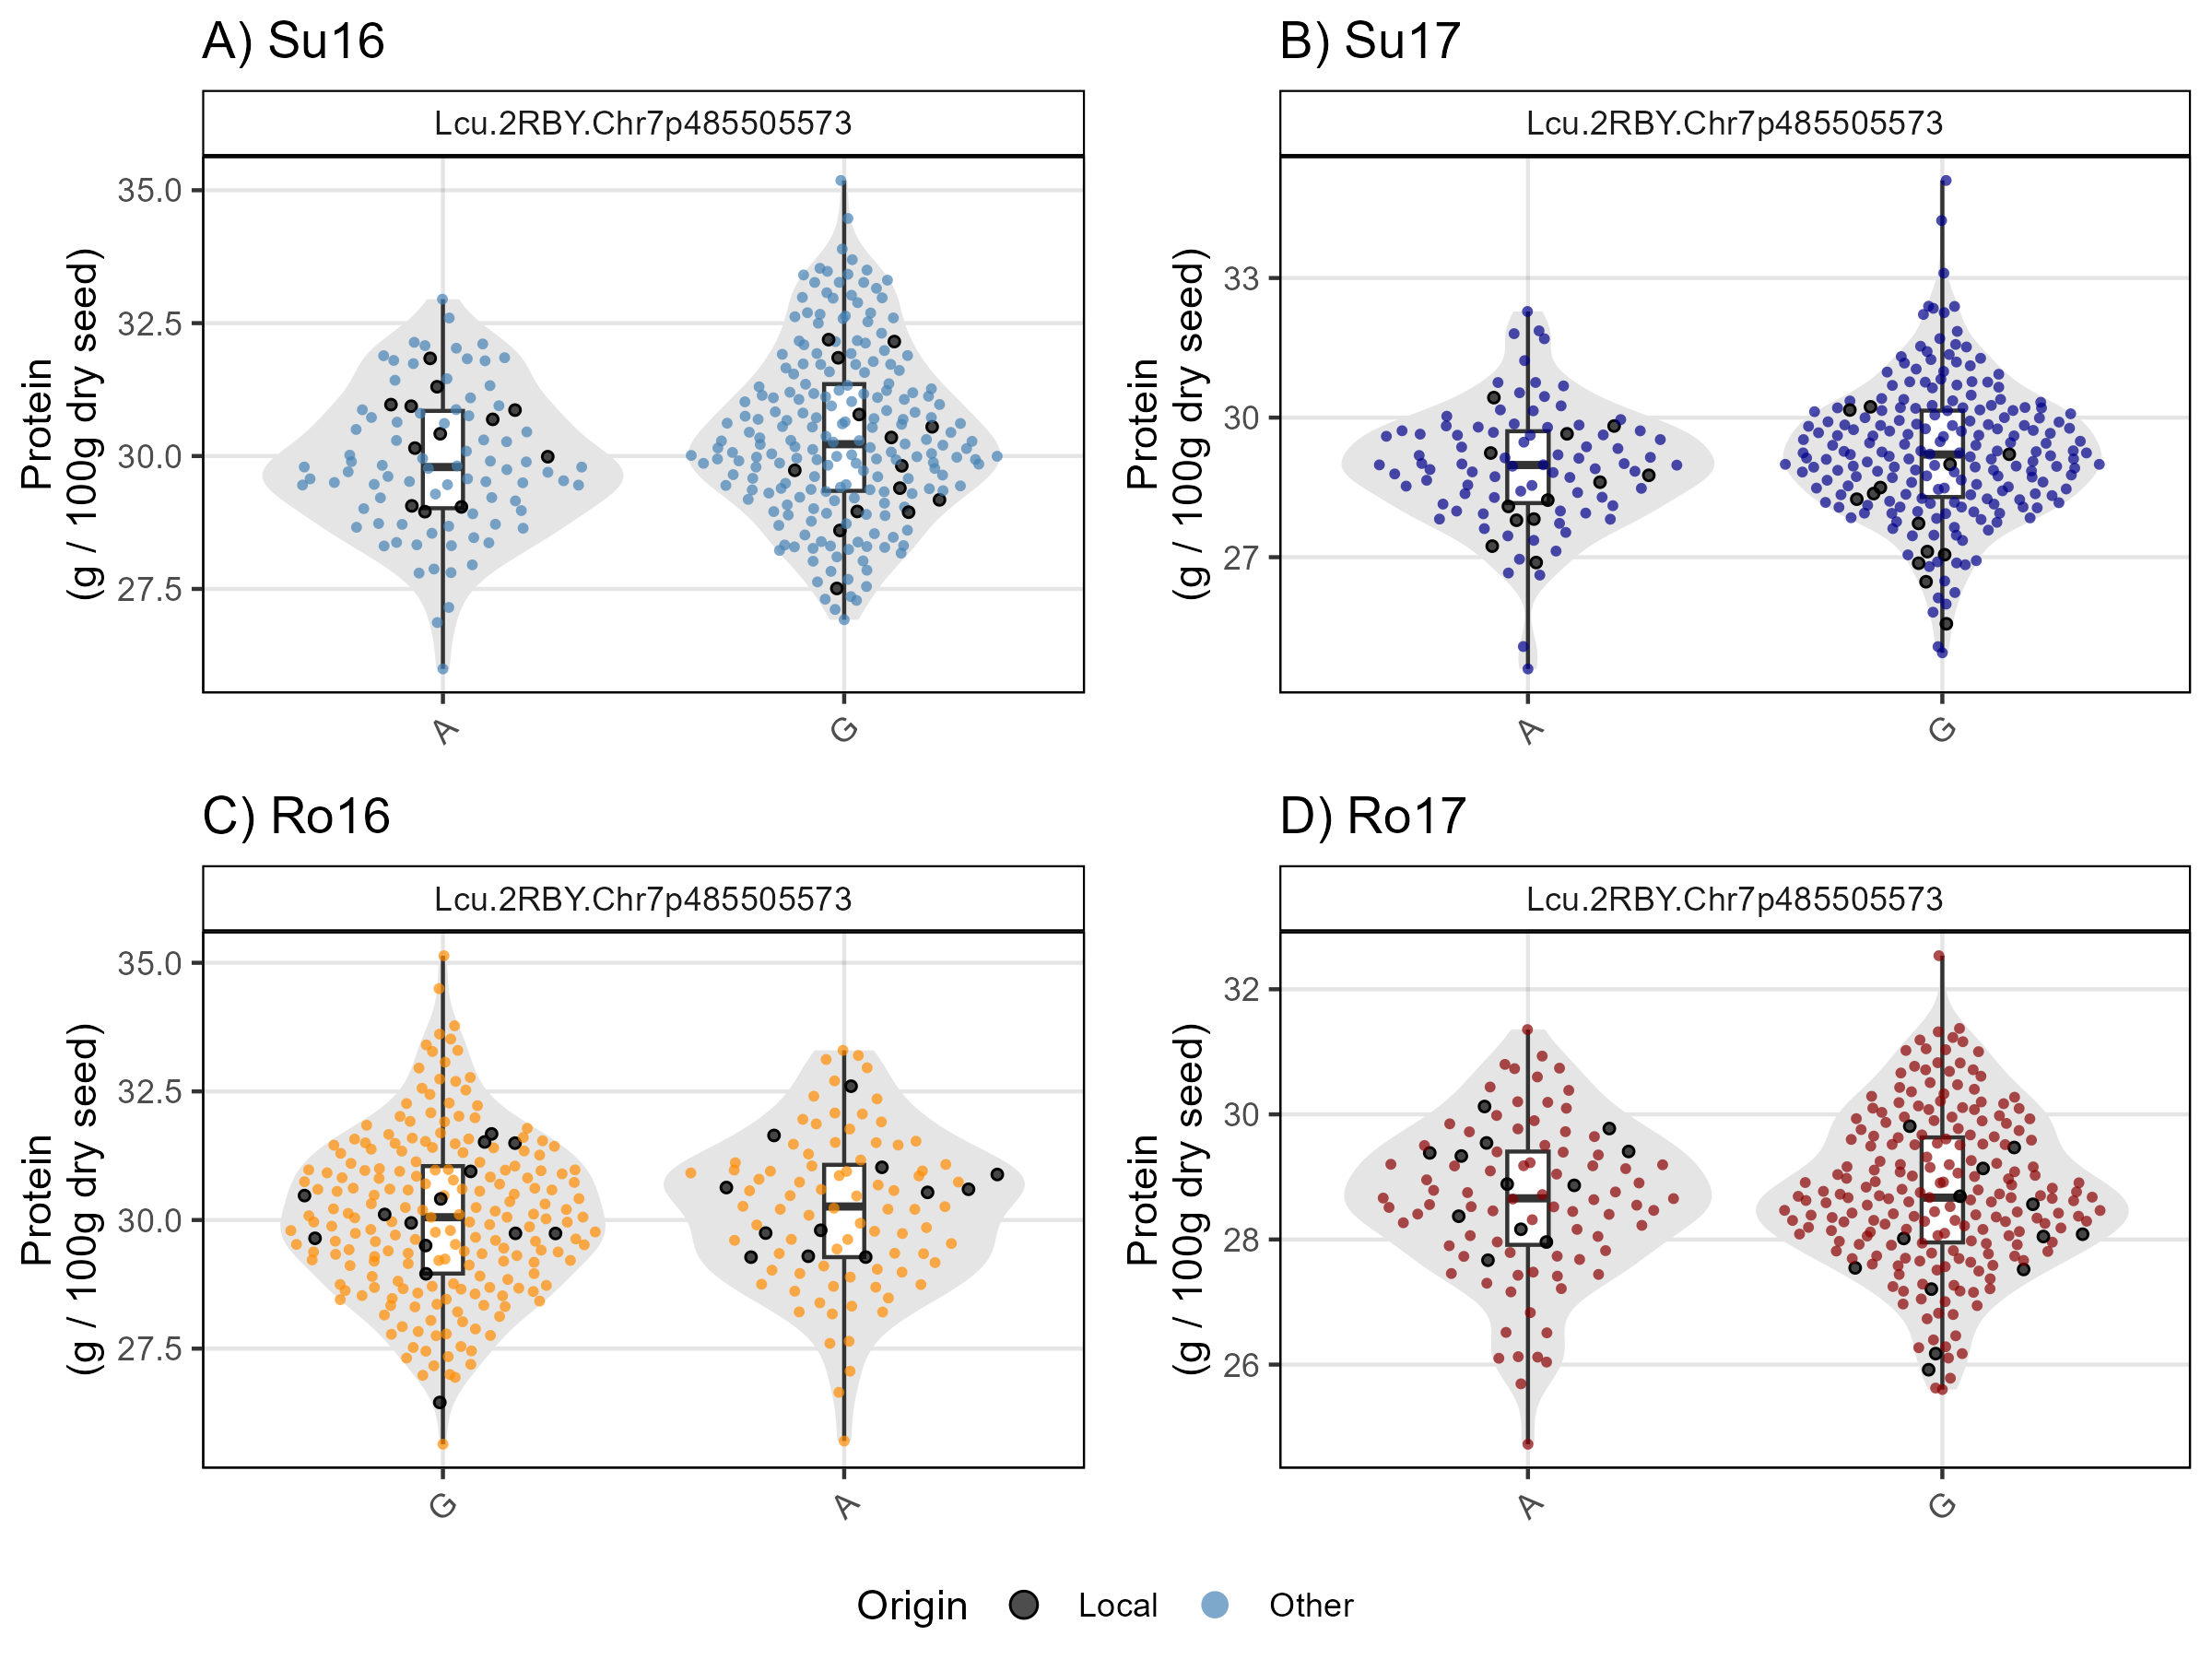 A) Su16
Lcu.2RBY.Chr7p485505573
Protein
(g / 100g dry seed)
35.0
32.5
30.0
27.5
A
G
B) Su17
Lcu.2RBY.Chr7p485505573
Protein
(g / 100g dry seed)
33
30
27
A
G
C) Ro16
Lcu.2RBY.Chr7p485505573
Protein
(g / 100g dry seed)
35.0
32.5
30.0
27.5
G
A
D) Ro17
Lcu.2RBY.Chr7p485505573
Protein
(g / 100g dry seed)
32
30
28
26
A
G
Origin Local Other